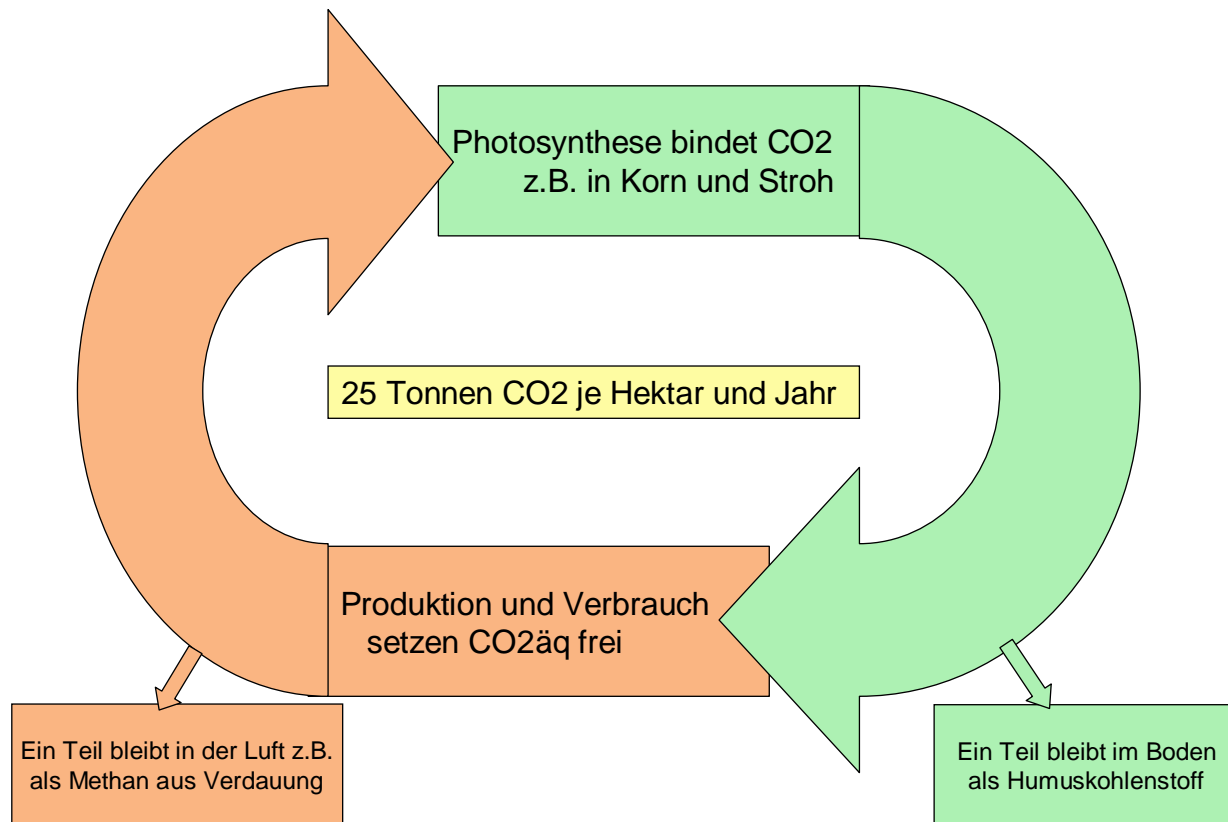 Photosynthese bindet CO2
z.B. in Korn und Stroh
25 Tonnen CO2 je Hektar und Jahr
Produktion und Verbrauch
setzen CO2äq frei
Ein Teil bleibt in der Luft z.B.
als Methan aus Verdauung
Ein Teil bleibt im Boden
als Humuskohlenstoff